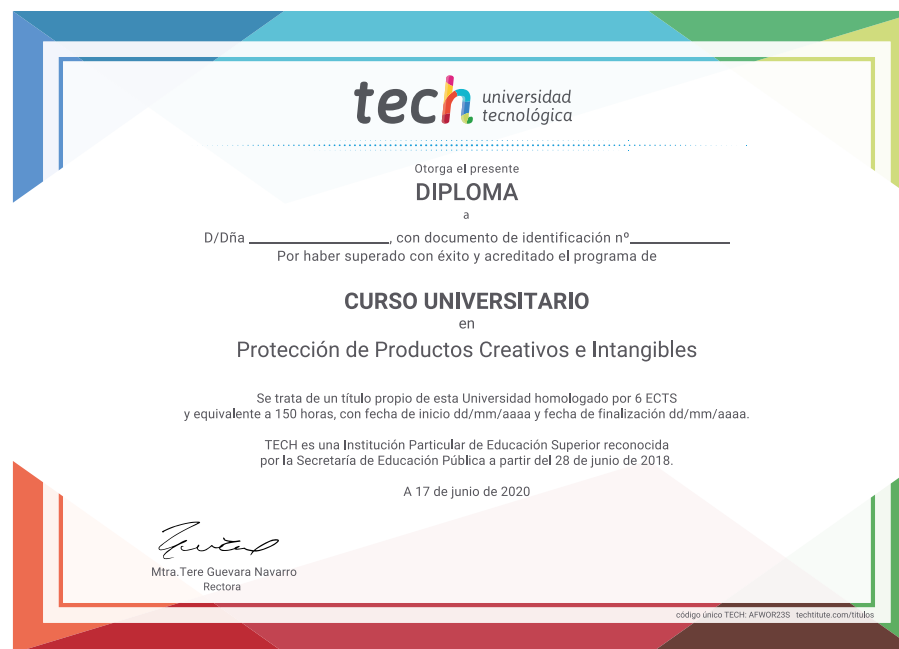 tech universidad
tecnológica
Otorga el presente
DIPLOMA
a
D/Dña ________________, con documento de identificación nº____________
Por haber superado con éxito y acreditado el programa de
CURSO UNIVERSITARIO
en
Protección de Productos Creativos e Intangibles
Se trata de un título propio de esta Universidad homologado por 6 ECTS
y equivalente a 150 horas, con fecha de inicio dd/mm/aaaa y fecha de finalización dd/mm/aaaa.
TECH es una Institución Particular de Educación Superior reconocida
por la Secretaría de Educación Pública a partir del 28 de junio de 2018.
A 17 de junio de 2020
Mtra.Tere Guevara Navarro
Rectora
código único TECH: AFWOR23S techtitute.com/titulos